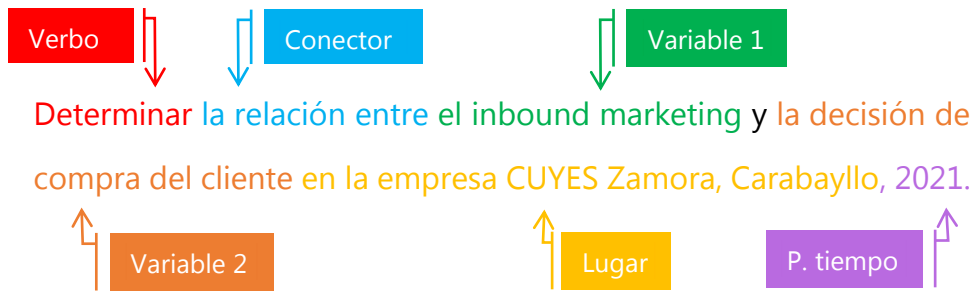 Verbo Conector Variable 1
Determinar la relación entre el inbound marketing y la decisión de
compra del cliente en la empresa CUYES Zamora, Carabayllo, 2021.
Variable 2 Lugar P. tiempo